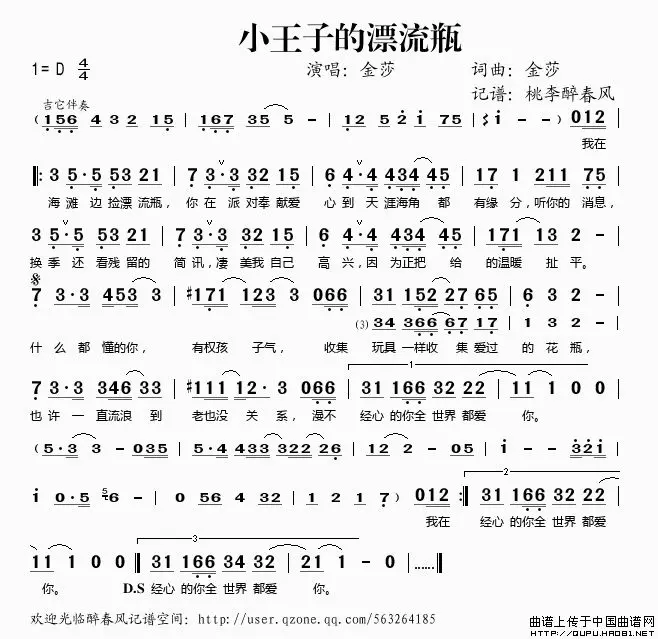 小王子的漂流瓶
1= D 4/4 演唱：金莎 词曲：金莎
记谱：桃李醉春风
吉它伴奏
( 156 4 3 2 15 | 167 35 5 - | 12 5 2 i 75 | i - - ) 012 |
我在
3 5·5 53 21 | 7 3·3 32 15 | 6 4·4 434 45 | 17 1 211 75 |
海滩边捡漂流瓶，你在派对奉献爱心到天涯海角都有缘分，听你的消息，
3 5·5 52 21 | 7 3·3 32 15 | 6 4·4 434 45 | 171 13 2 - |
换季还看残留的简讯，凄美我自己高兴，因为正把给的温暖扯平。
7 3·3 453 3 | #171 123 3 066 | 31 152 27 65 | 6 3 2 - |
(3) 34 366 67 17 | 1 3 2 - |
什么都懂的你，有权孩子气，收集玩具一样收集爱过的花瓶，
1
7 3·3 346 33 | #111 12· 3 066 | 31 166 32 22 | 11 1 0 0 |
也许一直流浪到老也没关系，漫不经心的你全世界都爱你。
( 5·3 3 - 035 | 5·4 433 322 26 | 12 2 - 05 | i - - 32i |
2
i 0·5 56 - | 0 56 4 32 | 1 2 1 7 ) 012 :| 31 166 32 22 |
我在 经心的你全世界都爱
3
11 1 0 0 | 31 166 34 32 | 21 1 - 0 |
你。 D.S 经心的你全世界都爱你。
欢迎光临醉春风记谱空间：http://user.qzone.qq.com/563264185
曲谱上传于中国曲谱网
QUPU.HAO81.NET